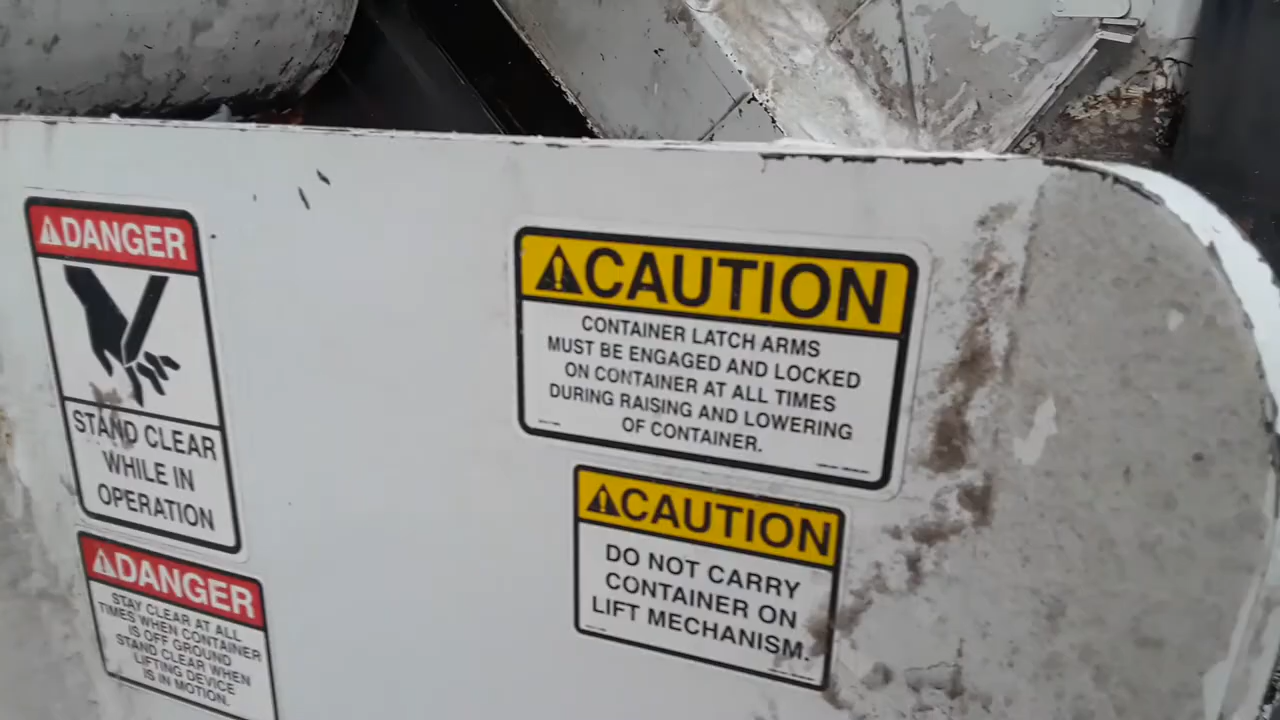 DANGER
STAND CLEAR
WHILE IN
OPERATION
DANGER
STAY CLEAR AT ALL
TIMES WHEN CONTAINER
IS OFF GROUND
STAND CLEAR WHEN
LIFTING DEVICE
IS IN MOTION.
CAUTION
CONTAINER LATCH ARMS
MUST BE ENGAGED AND LOCKED
ON CONTAINER AT ALL TIMES
DURING RAISING AND LOWERING
OF CONTAINER.
CAUTION
DO NOT CARRY
CONTAINER ON
LIFT MECHANISM.